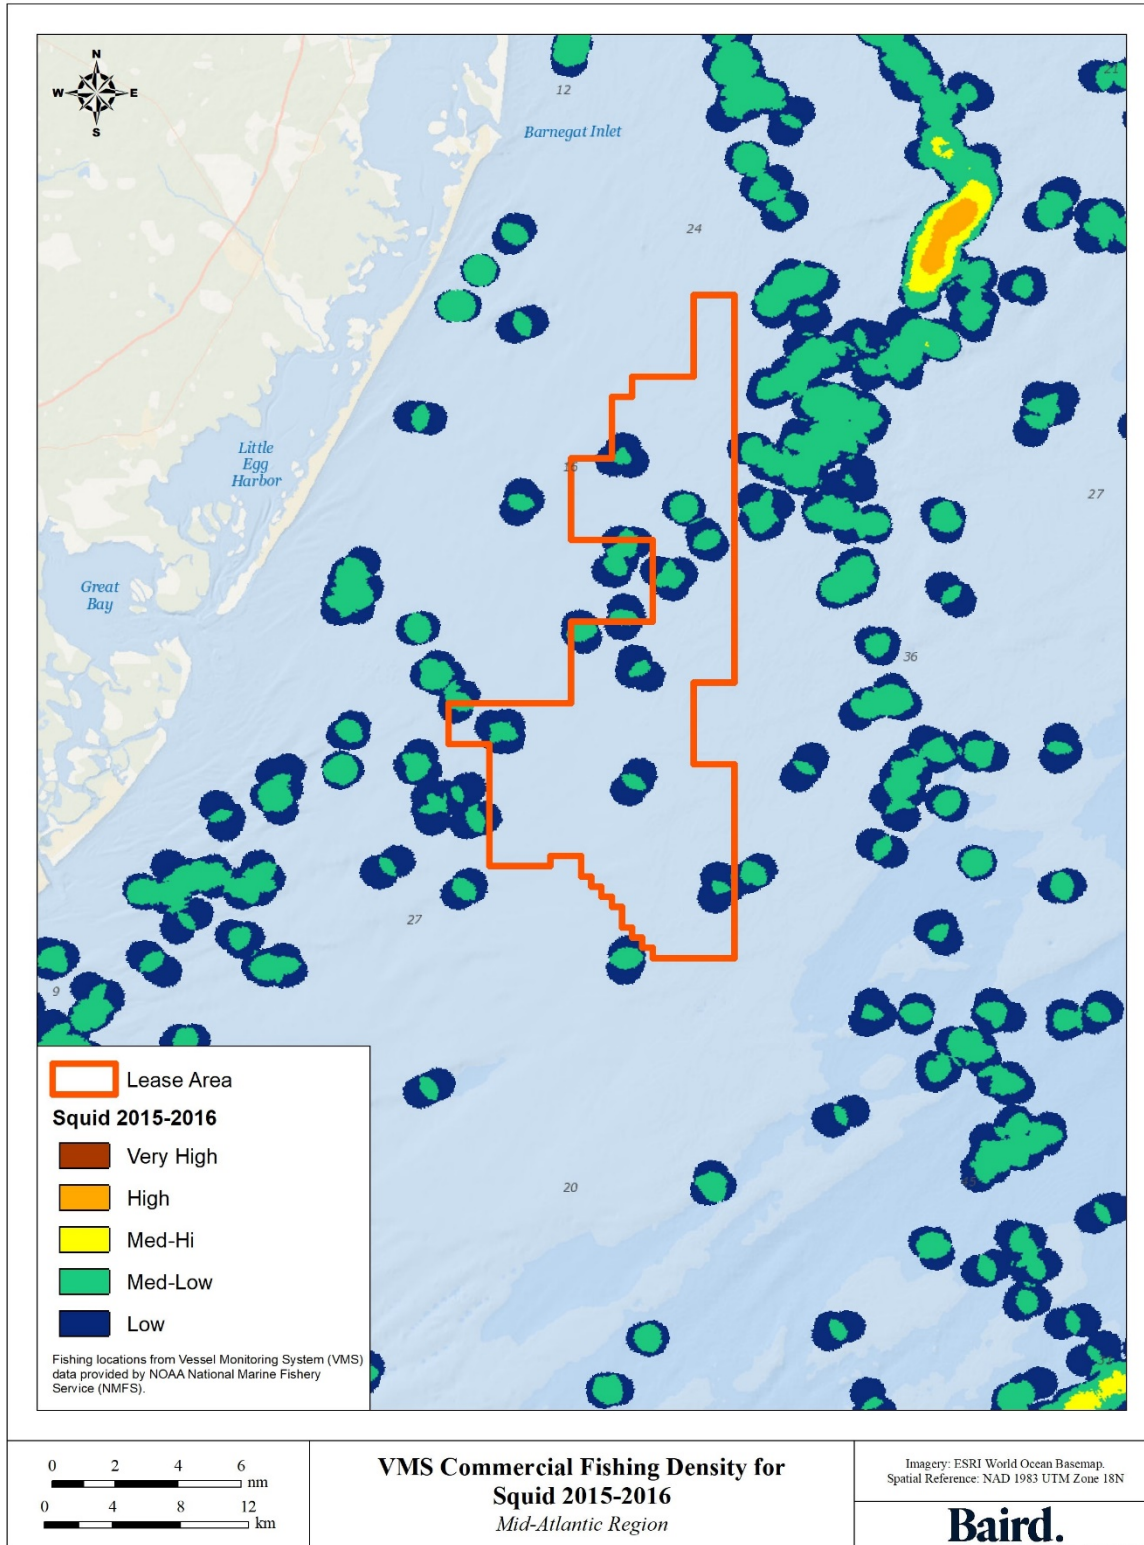 N
W
E
S
12
21
Barnegat Inlet
24
16
27
Little
Egg
Harbor
Great
Bay
36
27
9
20
Lease Area
Squid 2015-2016
Very High
High
Med-Hi
Med-Low
Low
Fishing locations from Vessel Monitoring System (VMS)
data provided by NOAA National Marine Fishery
Service (NMFS).
0 2 4 6
nm
0 4 8 12
km
VMS Commercial Fishing Density for
Squid 2015-2016
Mid-Atlantic Region
Imagery: ESRI World Ocean Basemap.
Spatial Reference: NAD 1983 UTM Zone 18N
Baird.